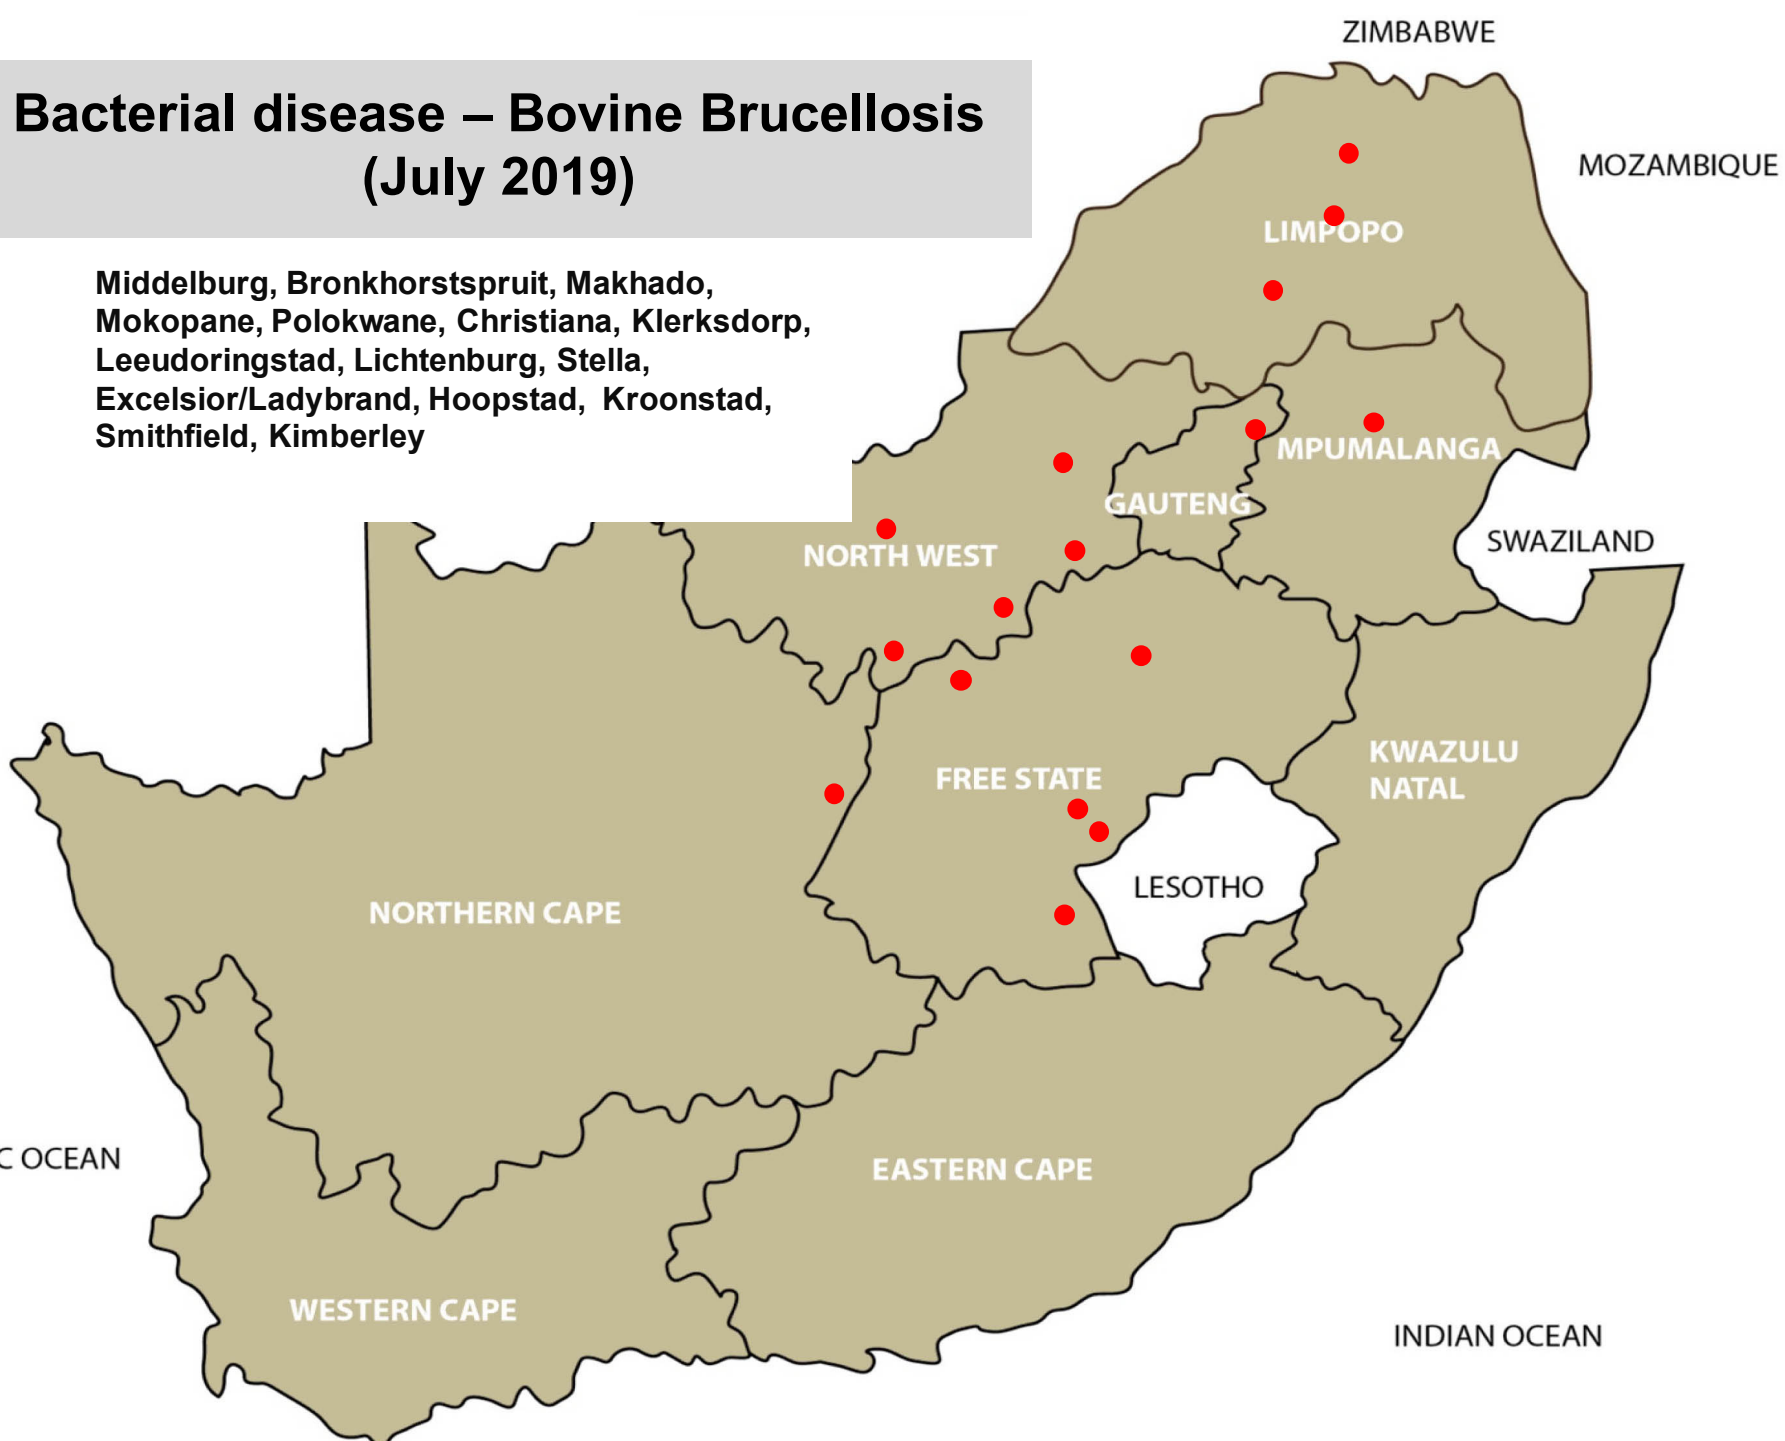 ZIMBABWE
Bacterial disease – Bovine Brucellosis
(July 2019)
MOZAMBIQUE
LIMPOPO
Middelburg, Bronkhorstspruit, Makhado,
Mokopane, Polokwane, Christiana, Klerksdorp,
Leeudoringstad, Lichtenburg, Stella,
Excelsior/Ladybrand, Hoopstad, Kroonstad,
Smithfield, Kimberley
MPUMALANGA
GAUTENG
SWAZILAND
NORTH WEST
KWAZULU
NATAL
FREE STATE
LESOTHO
NORTHERN CAPE
C OCEAN
EASTERN CAPE
WESTERN CAPE
INDIAN OCEAN